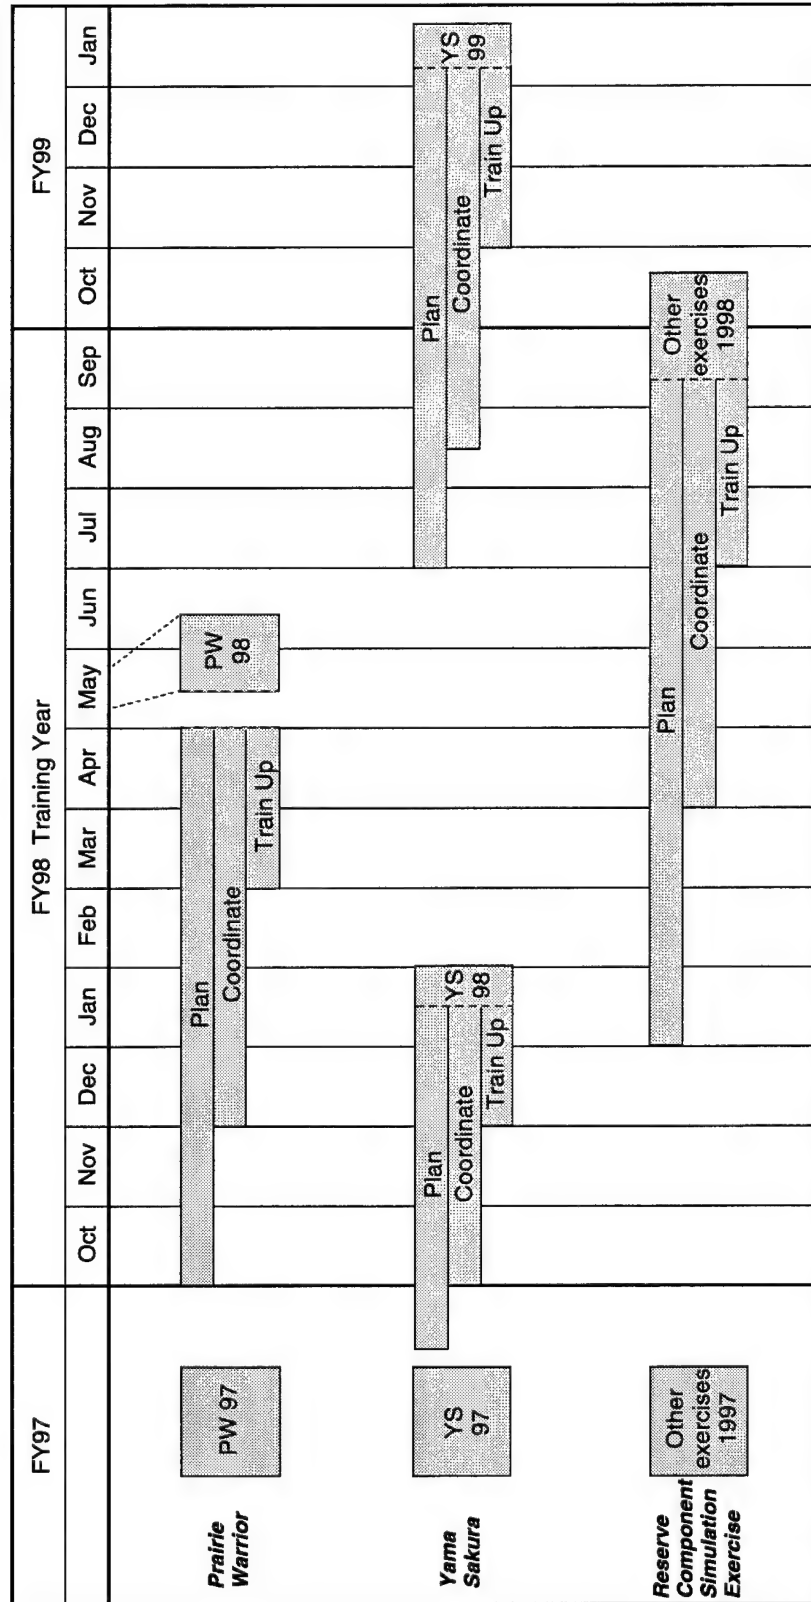 FY97
FY98 Training Year
FY99
Oct
Nov
Dec
Jan
Feb
Mar
Apr
May
Jun
Jul
Aug
Sep
Oct
Nov
Dec
Jan
Prairie
Warrior
PW 97
Plan
Coordinate
Train Up
PW
98
Yama
Sakura
YS
97
Plan
Coordinate
Train Up
YS
98
Plan
Coordinate
Train Up
YS
99
Reserve
Component
Simulation
Exercise
Other
exercises
1997
Plan
Coordinate
Train Up
Other
exercises
1998